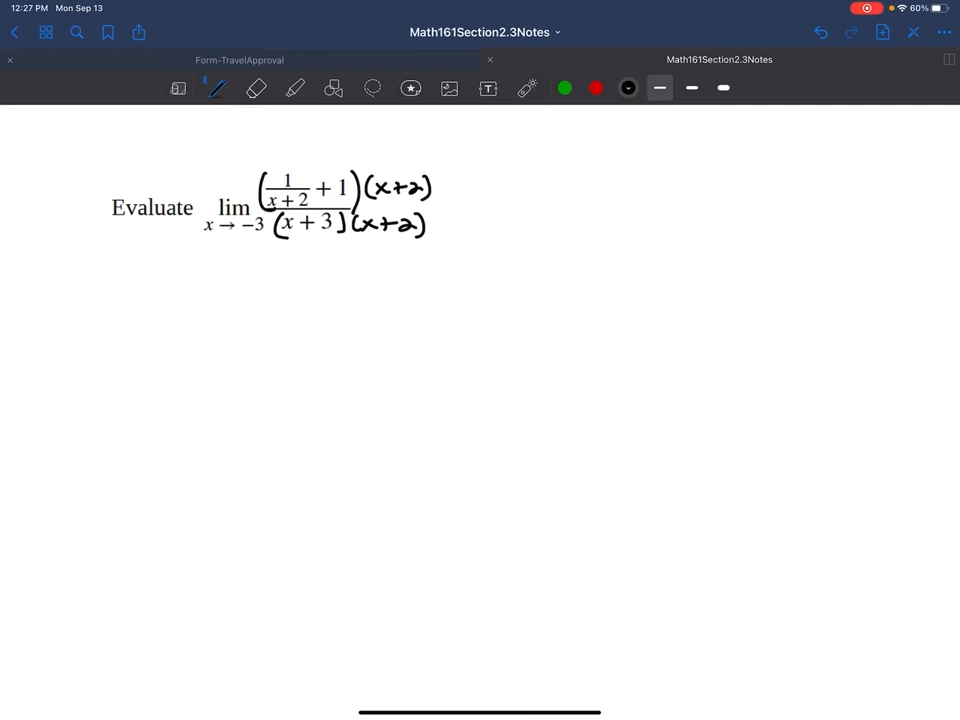 12:27 PM Mon Sep 13
60%
Math161Section2.3Notes
Form-TravelApproval
Math161Section2.3Notes
T
Evaluate lim x → −3 (1/(x + 2) + 1)(x+2) / (x + 3)(x+2)